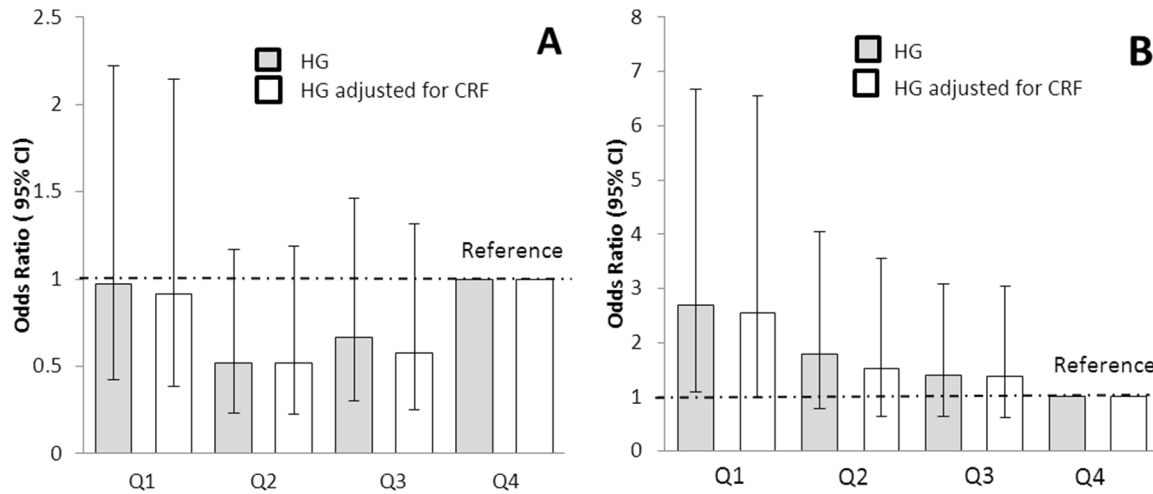 A
HG
HG adjusted for CRF
Odds Ratio ( 95% CI)
2.5
2
1.5
1
0.5
0
Reference
Q1 Q2 Q3 Q4
B
HG
HG adjusted for CRF
Odds Ratio (95% CI)
8
7
6
5
4
3
2
1
0
Reference
Q1 Q2 Q3 Q4